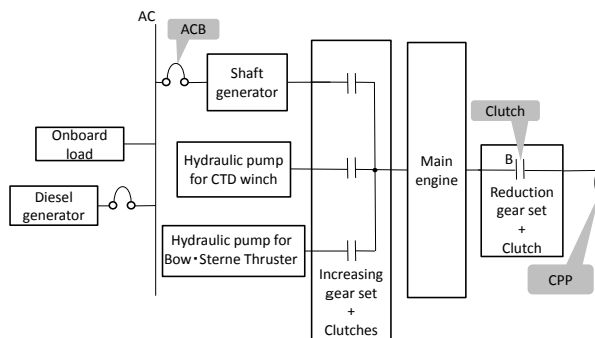 AC
ACB
Shaft
generator
Onboard
load
Diesel
generator
Hydraulic pump
for CTD winch
Hydraulic pump for
Bow・Sterne Thruster
Increasing
gear set
+
Clutches
Main
engine
Clutch
B
Reduction
gear set
+
Clutch
CPP